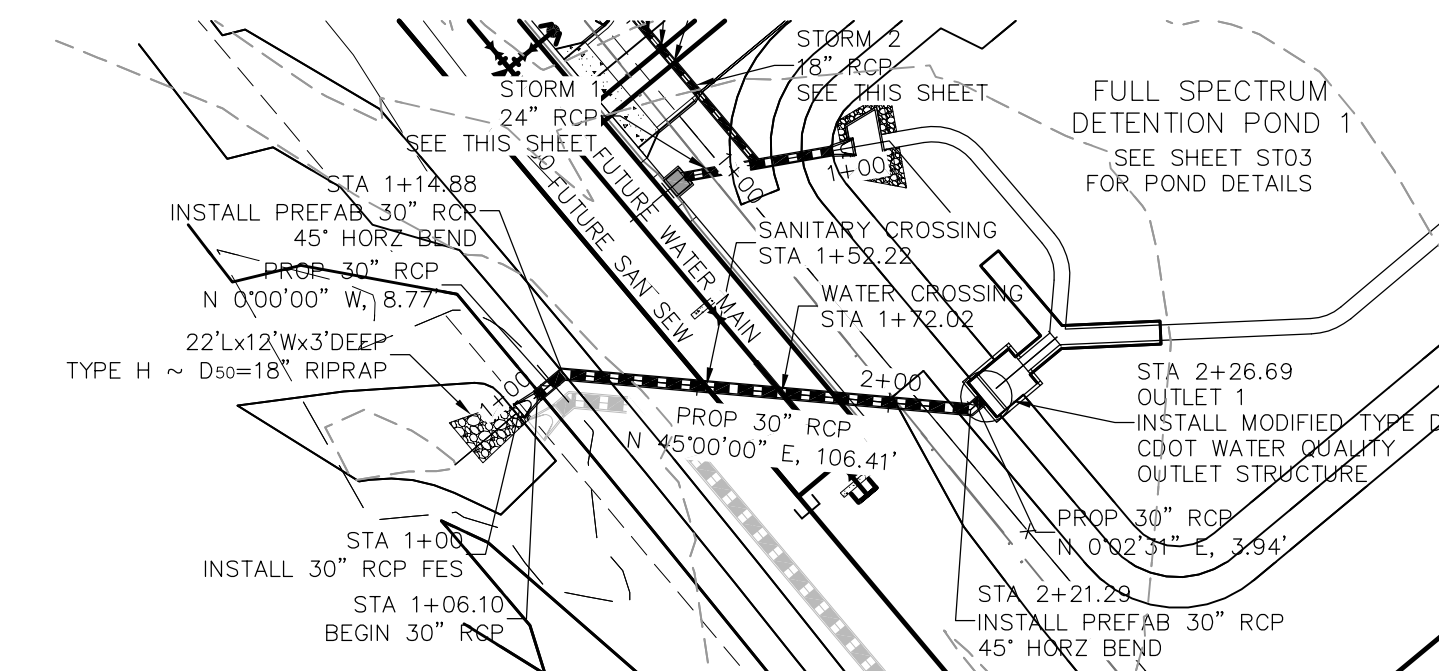 STORM 2
18" RCP
SEE THIS SHEET
STORM 1
24" RCP
SEE THIS SHEET
FULL SPECTRUM
DETENTION POND 1
SEE SHEET ST03
FOR POND DETAILS
1+00
1+00
STA 1+14.88
INSTALL PREFAB 30" RCP
45° HORZ BEND
PROP 30" RCP
N 0°00'00" W, 8.77'
22'Lx12'Wx3'DEEP
TYPE H ~ D50=18" RIPRAP
FUTURE SAN SEW
FUTURE WATER MAIN
SANITARY CROSSING
STA 1+52.22
WATER CROSSING
STA 1+72.02
1+00
2+00
PROP 30" RCP
N 45°00'00" E, 106.41'
STA 2+26.69
OUTLET 1
INSTALL MODIFIED TYPE D
CDOT WATER QUALITY
OUTLET STRUCTURE
PROP 30" RCP
N 0°02'31" E, 3.94'
STA 1+00
INSTALL 30" RCP FES
STA 1+06.10
BEGIN 30" RCP
STA 2+21.29
INSTALL PREFAB 30" RCP
45° HORZ BEND